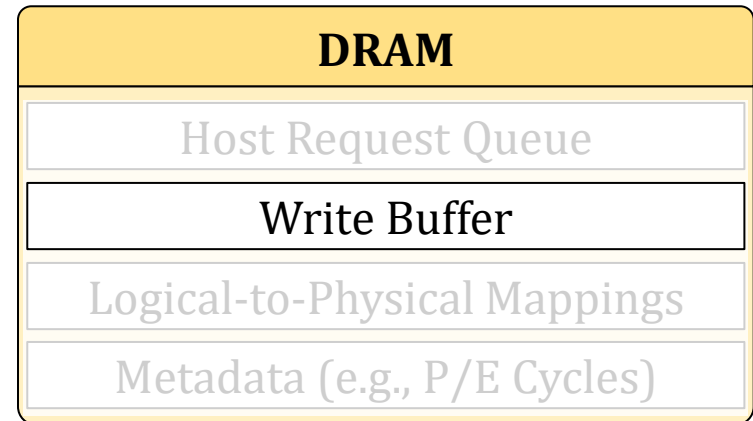 DRAM
Host Request Queue
Write Buffer
Logical-to-Physical Mappings
Metadata (e.g., P/E Cycles)